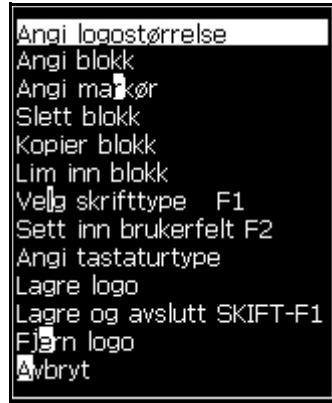 Angi logostørrelse
Angi blokk
Angi markør
Slett blokk
Kopier blokk
Lim inn blokk
Velg skrifttype F1
Sett inn brukerfelt F2
Angi tastaturtype
Lagre logo
Lagre og avslutt SKIFT-F1
Fjern logo
Avbryt